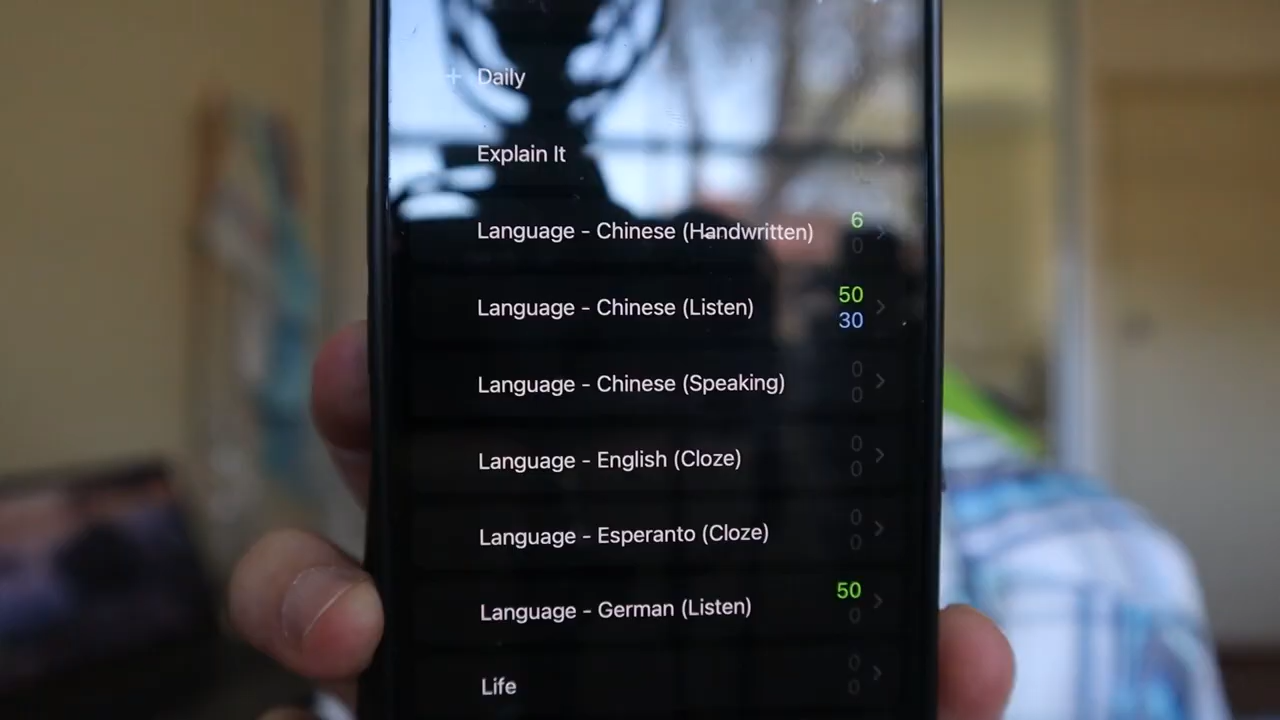 + Daily
Explain It
0
Language - Chinese (Handwritten)
6
0
Language - Chinese (Listen)
50
30
Language - Chinese (Speaking)
0
0
Language - English (Cloze)
0
0
Language - Esperanto (Cloze)
0
0
Language - German (Listen)
50
0
Life
0
0